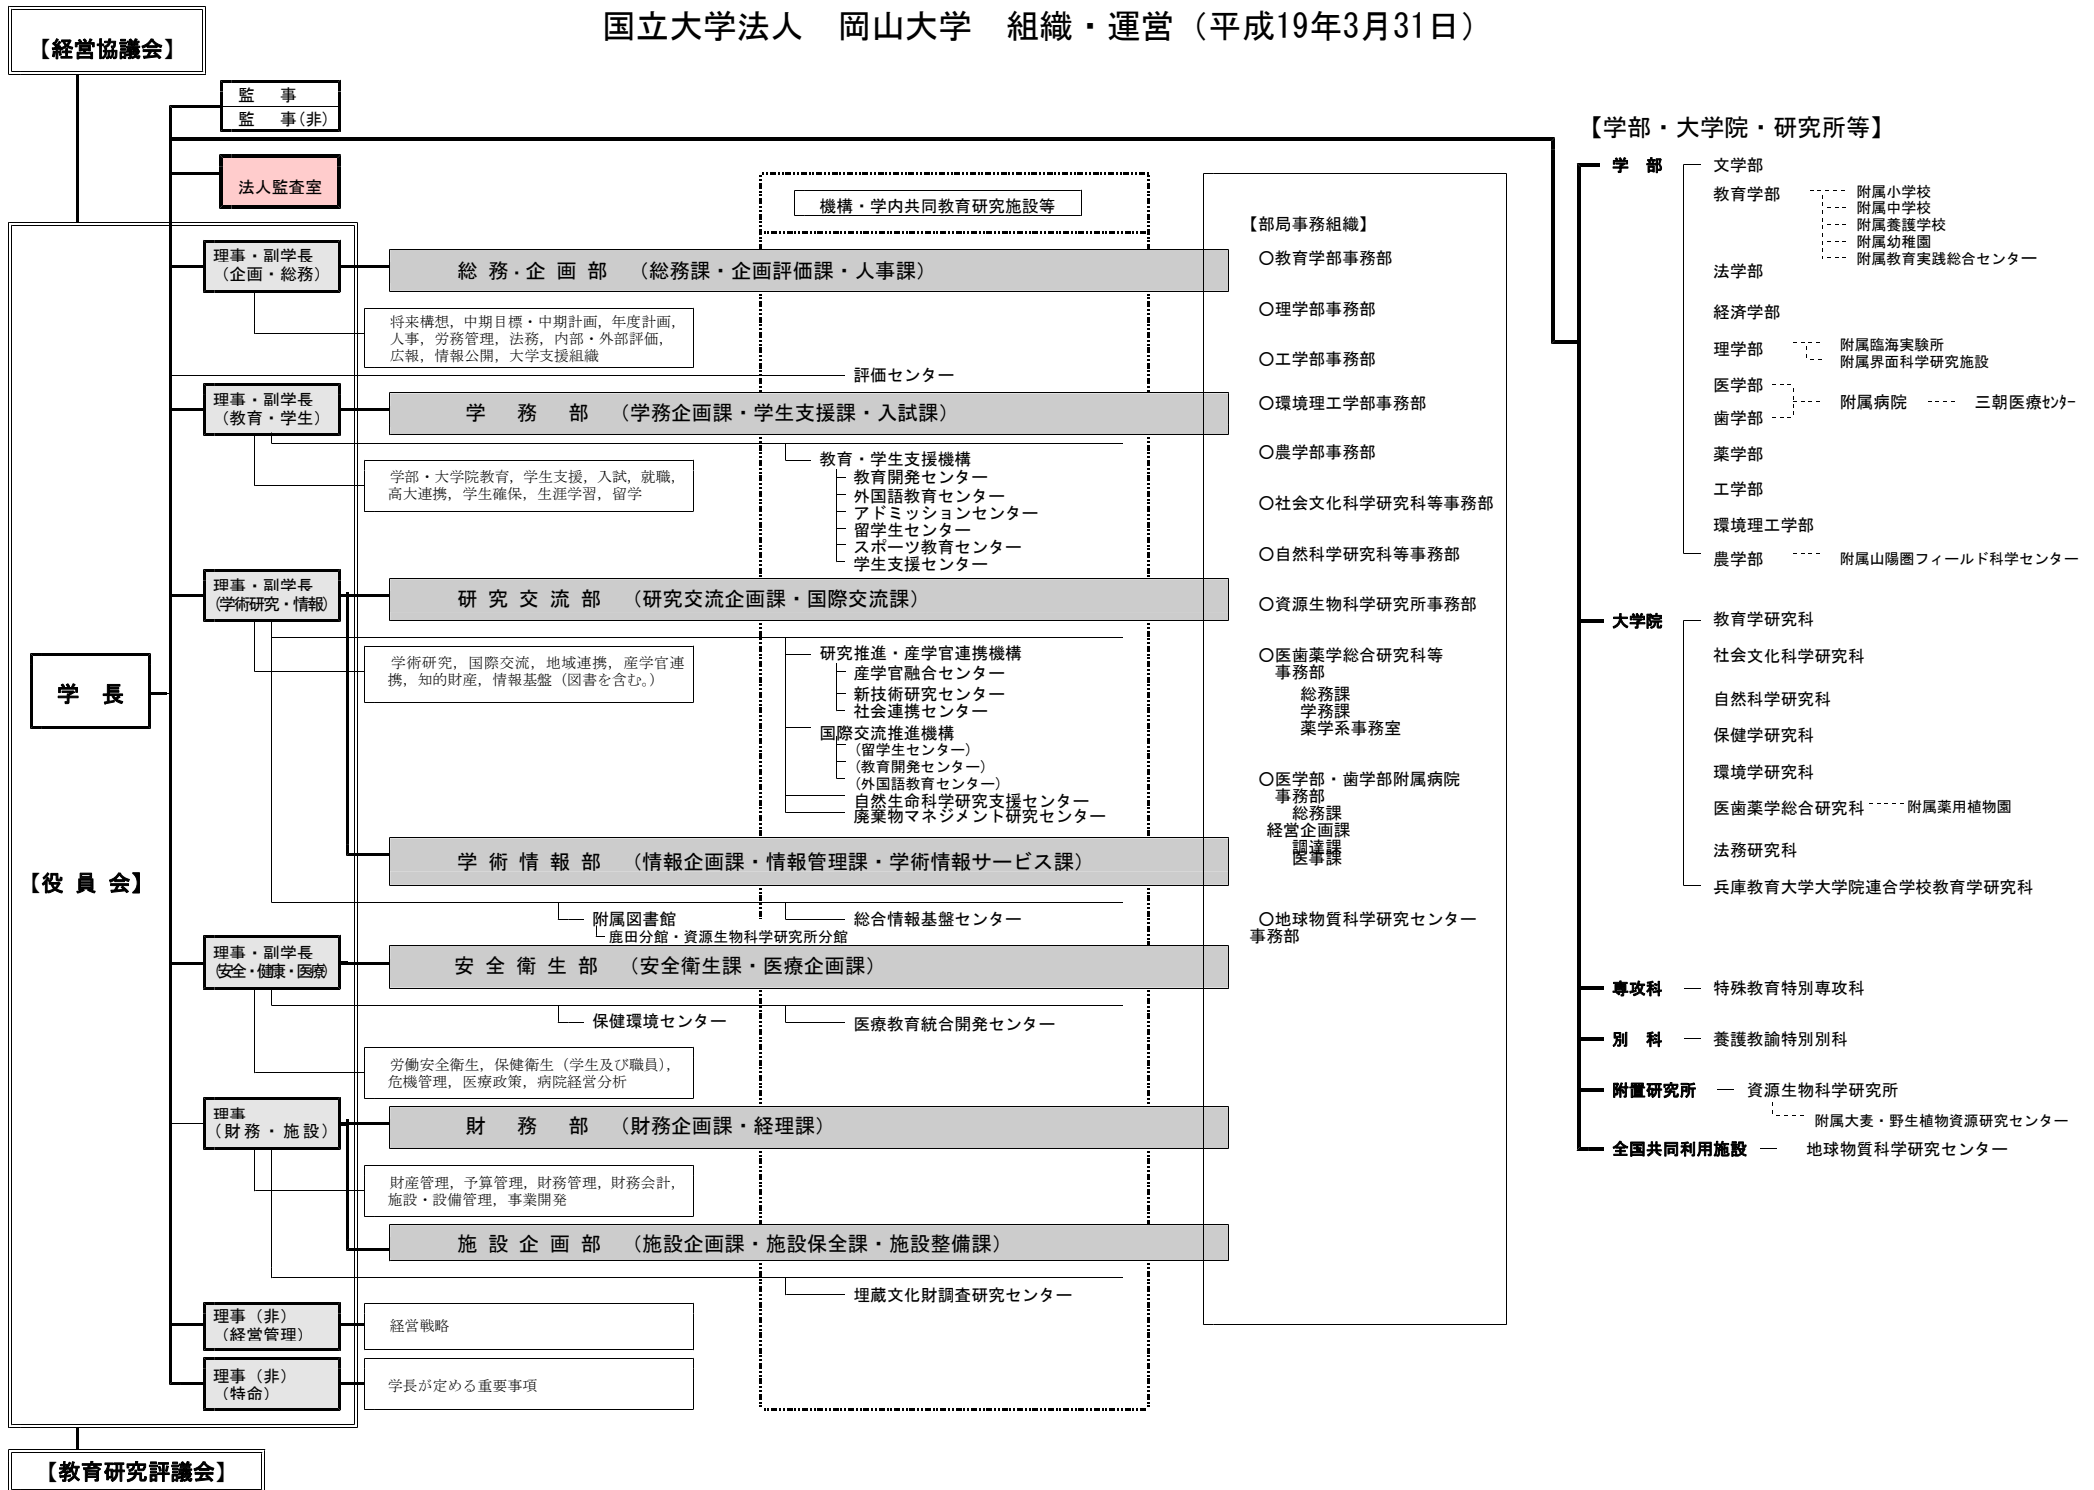 国立大学法人　岡山大学　組織・運営（平成19年3月31日）
【経営協議会】
監　事
監　事(非)
法人監査室
機構・学内共同教育研究施設等
理事・副学長
（企画・総務）
総 務・企 画 部　（総務課・企画評価課・人事課）
将来構想，中期目標・中期計画，年度計画，
人事，労務管理，法務，内部・外部評価，
広報，情報公開，大学支援組織
評価センター
理事・副学長
（教育・学生）
学　務　部　（学務企画課・学生支援課・入試課）
学部・大学院教育，学生支援，入試，就職，
高大連携，学生確保，生涯学習，留学
教育・学生支援機構
教育開発センター
外国語教育センター
アドミッションセンター
留学生センター
スポーツ教育センター
学生支援センター
理事・副学長
（学術研究・情報）
研 究 交 流 部　（研究交流企画課・国際交流課）
学術研究，国際交流，地域連携，産学官連
携，知的財産，情報基盤（図書を含む。）
研究推進・産学官連携機構
産学官融合センター
新技術研究センター
社会連携センター
国際交流推進機構
（留学生センター）
（教育開発センター）
（外国語教育センター）
自然生命科学研究支援センター
廃棄物マネジメント研究センター
学　長
【役 員 会】
学 術 情 報 部　（情報企画課・情報管理課・学術情報サービス課）
附属図書館
鹿田分館・資源生物科学研究所分館
総合情報基盤センター
理事・副学長
（安全・健康・医療）
安 全 衛 生 部　（安全衛生課・医療企画課）
保健環境センター
医療教育統合開発センター
労働安全衛生，保健衛生（学生及び職員），
危機管理，医療政策，病院経営分析
理事
（財務・施設）
財　務　部　（財務企画課・経理課）
財産管理，予算管理，財務管理，財務会計，
施設・設備管理，事業開発
施 設 企 画 部　（施設企画課・施設保全課・施設整備課）
埋蔵文化財調査研究センター
理事（非）
（経営管理）
経営戦略
理事（非）
（特命）
学長が定める重要事項
【教育研究評議会】
【部局事務組織】
○教育学部事務部
○理学部事務部
○工学部事務部
○環境理工学部事務部
○農学部事務部
○社会文化科学研究科等事務部
○自然科学研究科等事務部
○資源生物科学研究所事務部
○医歯薬学総合研究科等
事務部
総務課
学務課
薬学系事務室
○医学部・歯学部附属病院
事務部
総務課
経営企画課
調達課
医事課
○地球物質科学研究センター
事務部
【学部・大学院・研究所等】
学　部
文学部
教育学部
附属小学校
附属中学校
附属養護学校
附属幼稚園
附属教育実践総合センター
法学部
経済学部
理学部
附属臨海実験所
附属界面科学研究施設
医学部
附属病院
三朝医療センター
歯学部
薬学部
工学部
環境理工学部
農学部
附属山陽圏フィールド科学センター
大学院
教育学研究科
社会文化科学研究科
自然科学研究科
保健学研究科
環境学研究科
医歯薬学総合研究科
附属薬用植物園
法務研究科
兵庫教育大学大学院連合学校教育学研究科
専攻科
特殊教育特別専攻科
別　科
養護教諭特別別科
附置研究所
資源生物科学研究所
附属大麦・野生植物資源研究センター
全国共同利用施設
地球物質科学研究センター